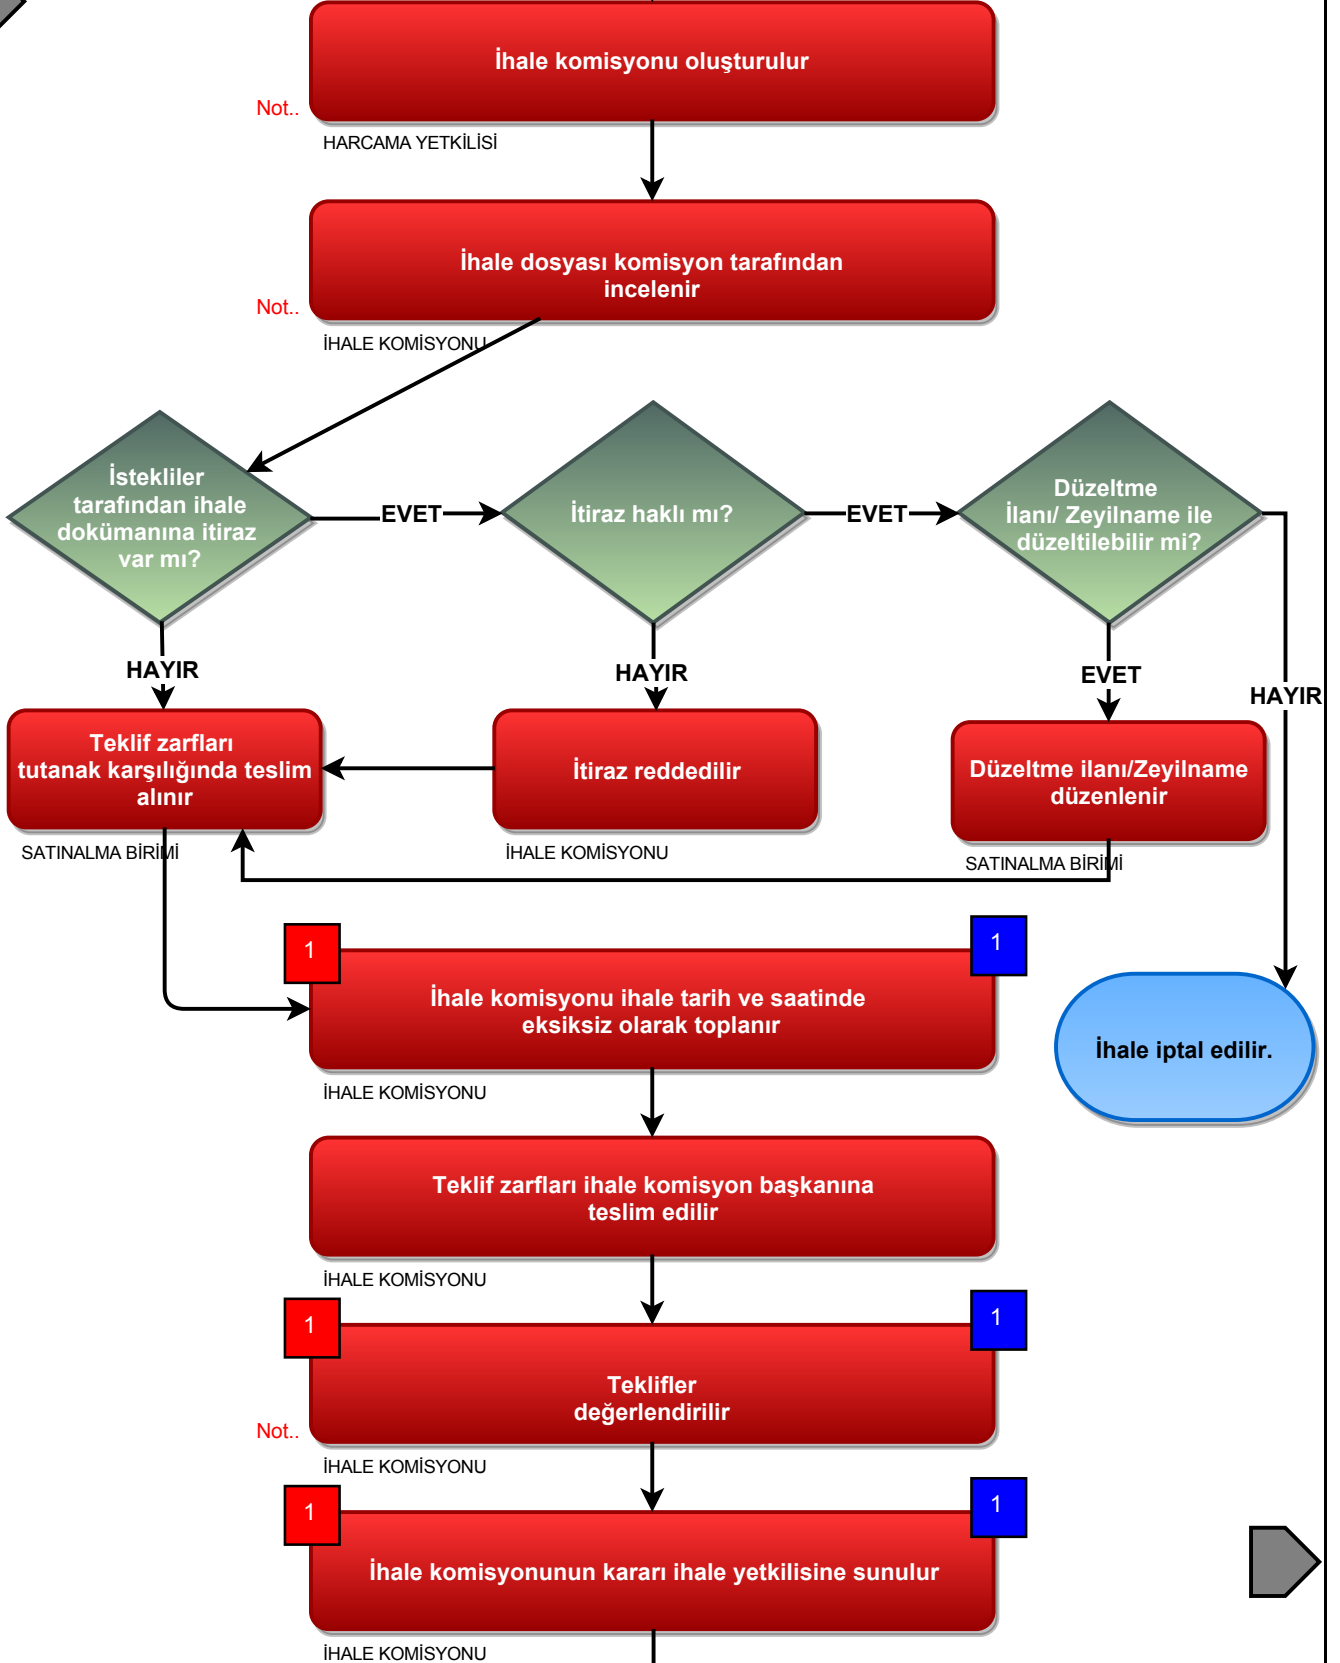 İhale komisyonu oluşturulur
Not..
HARCAMA YETKİLİSİ
İhale dosyası komisyon tarafından
incelenir
Not..
İHALE KOMİSYONU
İstekliler
tarafından ihale
dokümanına itiraz
var mı?
EVET
İtiraz haklı mı?
EVET
Düzeltme
İlanı/ Zeyilname ile
düzeltilebilir mi?
HAYIR
HAYIR
EVET
HAYIR
Teklif zarfları
tutanak karşılığında teslim
alınır
SATINALMA BİRİMİ
İtiraz reddedilir
İHALE KOMİSYONU
Düzeltme ilanı/Zeyilname
düzenlenir
SATINALMA BİRİMİ
1
1
İhale komisyonu ihale tarih ve saatinde
eksiksiz olarak toplanır
İHALE KOMİSYONU
İhale iptal edilir.
Teklif zarfları ihale komisyon başkanına
teslim edilir
İHALE KOMİSYONU
1
1
Teklifler
değerlendirilir
Not..
İHALE KOMİSYONU
1
1
İhale komisyonunun kararı ihale yetkilisine sunulur
İHALE KOMİSYONU